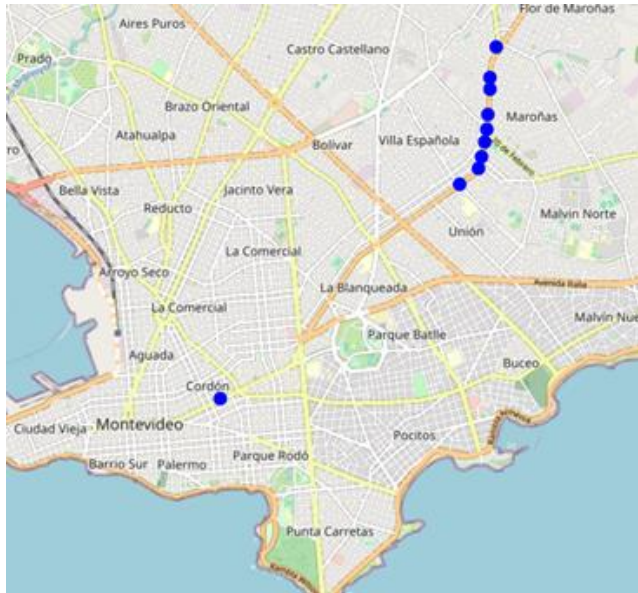 Flor de Maroñas
Aires Puros
Castro Castellano
Prado
Brazo Oriental
Maroñas
Atahualpa
Villa Española
Bolívar
Bella Vista
Jacinto Vera
Reducto
Malvin Norte
Unión
La Comercial
Arroyo Seco
Avenida Italia
La Blanqueada
La Comercial
Malvin Nue
Parque Batlle
Aguada
Buceo
Cordón
Ciudad Vieja
Montevideo
Pocitos
Barrio Sur
Palermo
Parque Rodó
Punta Carretas